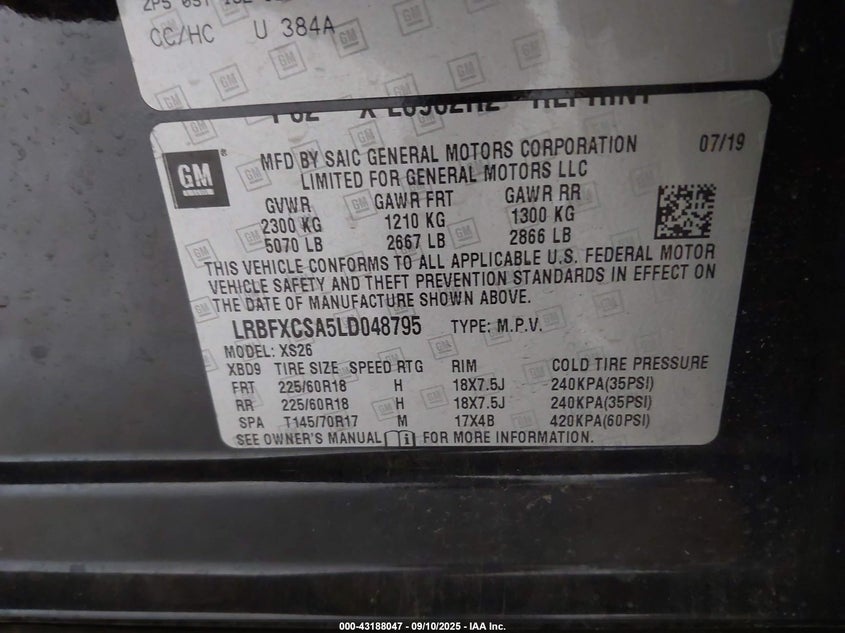 CC/HC U 384A
REPRINT
GM
MFD BY SAIC GENERAL MOTORS CORPORATION 07/19
LIMITED FOR GENERAL MOTORS LLC
GVWR GAWR FRT GAWR RR
2300 KG 1210 KG 1300 KG
5070 LB 2667 LB 2866 LB
THIS VEHICLE CONFORMS TO ALL APPLICABLE U.S. FEDERAL MOTOR
VEHICLE SAFETY AND THEFT PREVENTION STANDARDS IN EFFECT ON
THE DATE OF MANUFACTURE SHOWN ABOVE.
LRBFXCSA5LD048795 TYPE: M.P.V.
MODEL: XS26
XBD9 TIRE SIZE SPEED RTG RIM COLD TIRE PRESSURE
FRT 225/60R18 H 18X7.5J 240KPA(35PSI)
RR 225/60R18 H 18X7.5J 240KPA(35PSI)
SPA T145/70R17 M 17X4B 420KPA(60PSI)
SEE OWNER'S MANUAL i FOR MORE INFORMATION.
000-43188047 - 09/10/2025 - IAA Inc.